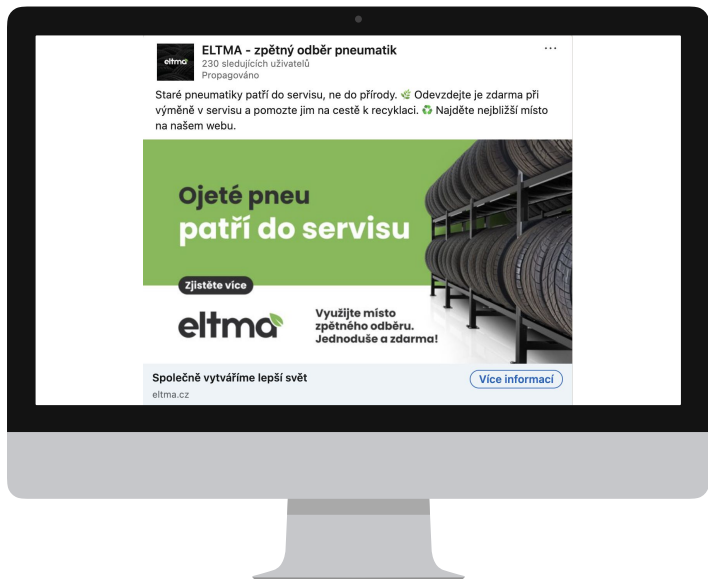 eltma
ELTMA - zpětný odběr pneumatik
230 sledujících uživatelů
Propagováno
Staré pneumatiky patří do servisu, ne do přírody. 🌿 Odevzdejte je zdarma při
výměně v servisu a pomozte jim na cestě k recyklaci. ♻️ Najděte nejbližší místo
na našem webu.
Ojeté pneu
patří do servisu
Zjistěte více
eltma
Využijte místo
zpětného odběru.
Jednoduše a zdarma!
Společně vytváříme lepší svět
Více informací
eltma.cz